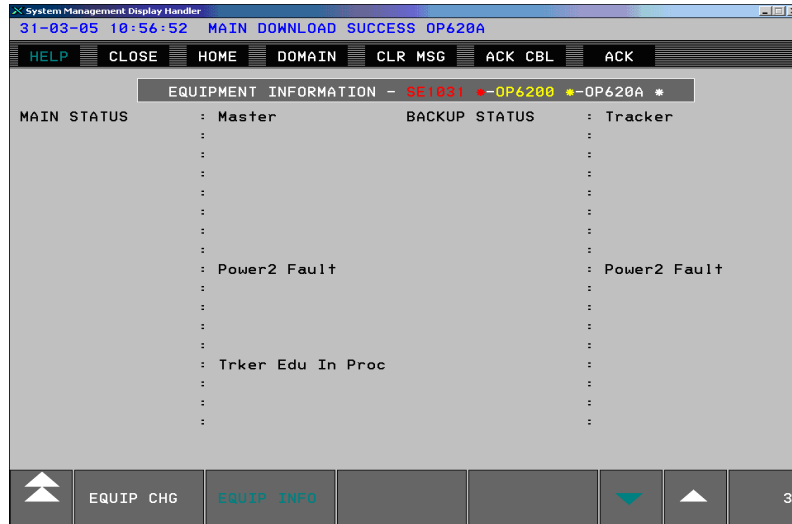 System Management Display Handler
31-03-05 10:56:52 MAIN DOWNLOAD SUCCESS OP620A
HELP CLOSE HOME DOMAIN CLR MSG ACK CBL ACK
EQUIPMENT INFORMATION - SE1031 *-OP6200 *-OP620A *
MAIN STATUS : Master BACKUP STATUS : Tracker
: :
: :
: :
: :
: :
: :
: :
: Power2 Fault : Power2 Fault
: :
: :
: :
: :
: Trker Edu In Proc :
: :
: :
: :
EQUIP CHG EQUIP INFO 3